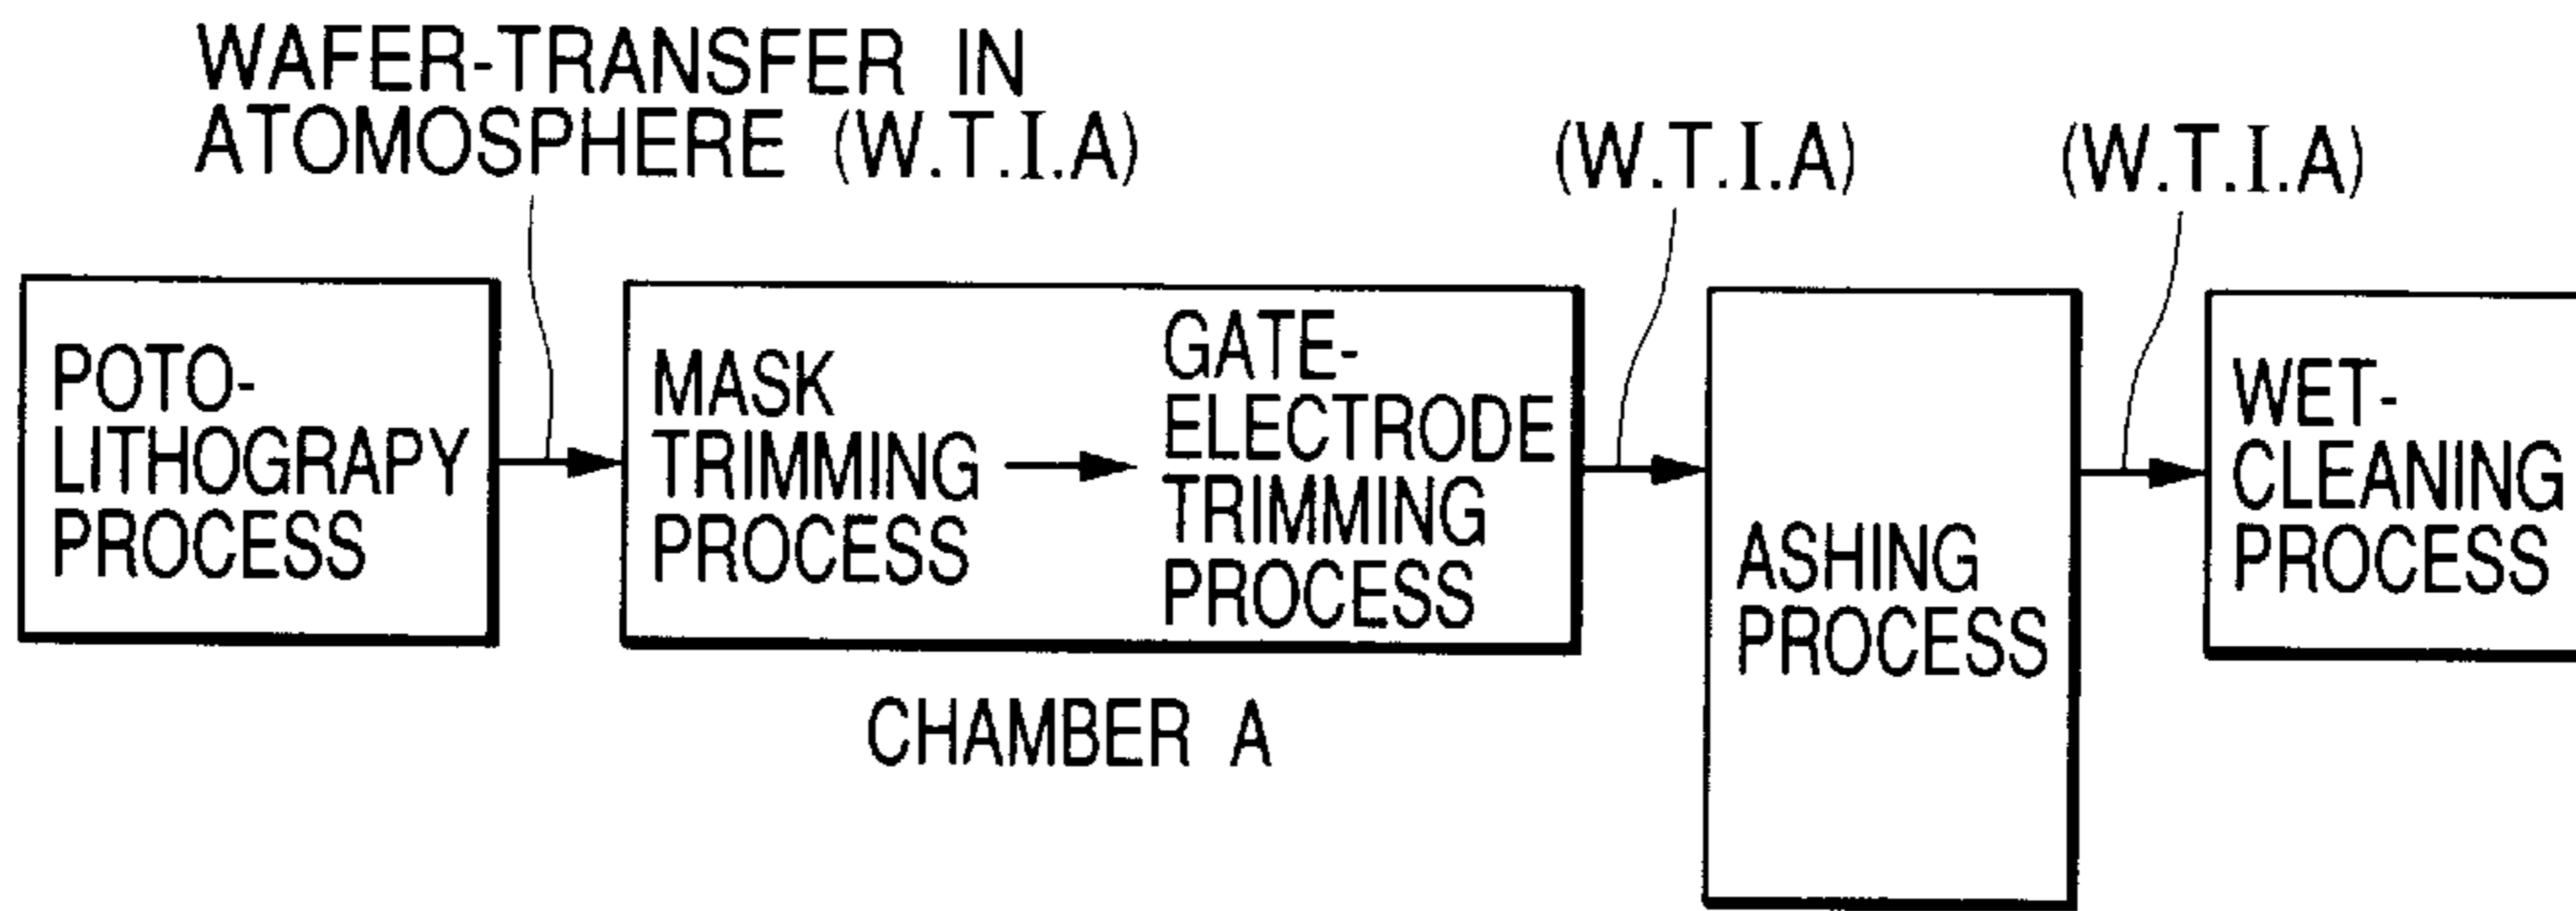 WAFER-TRANSFER IN
ATOMOSPHERE (W.T.I.A)
(W.T.I.A)
(W.T.I.A)
POTO-
LITHOGRAPY
PROCESS
MASK
TRIMMING
PROCESS
GATE-
ELECTRODE
TRIMMING
PROCESS
ASHING
PROCESS
WET-
CLEANING
PROCESS
CHAMBER A